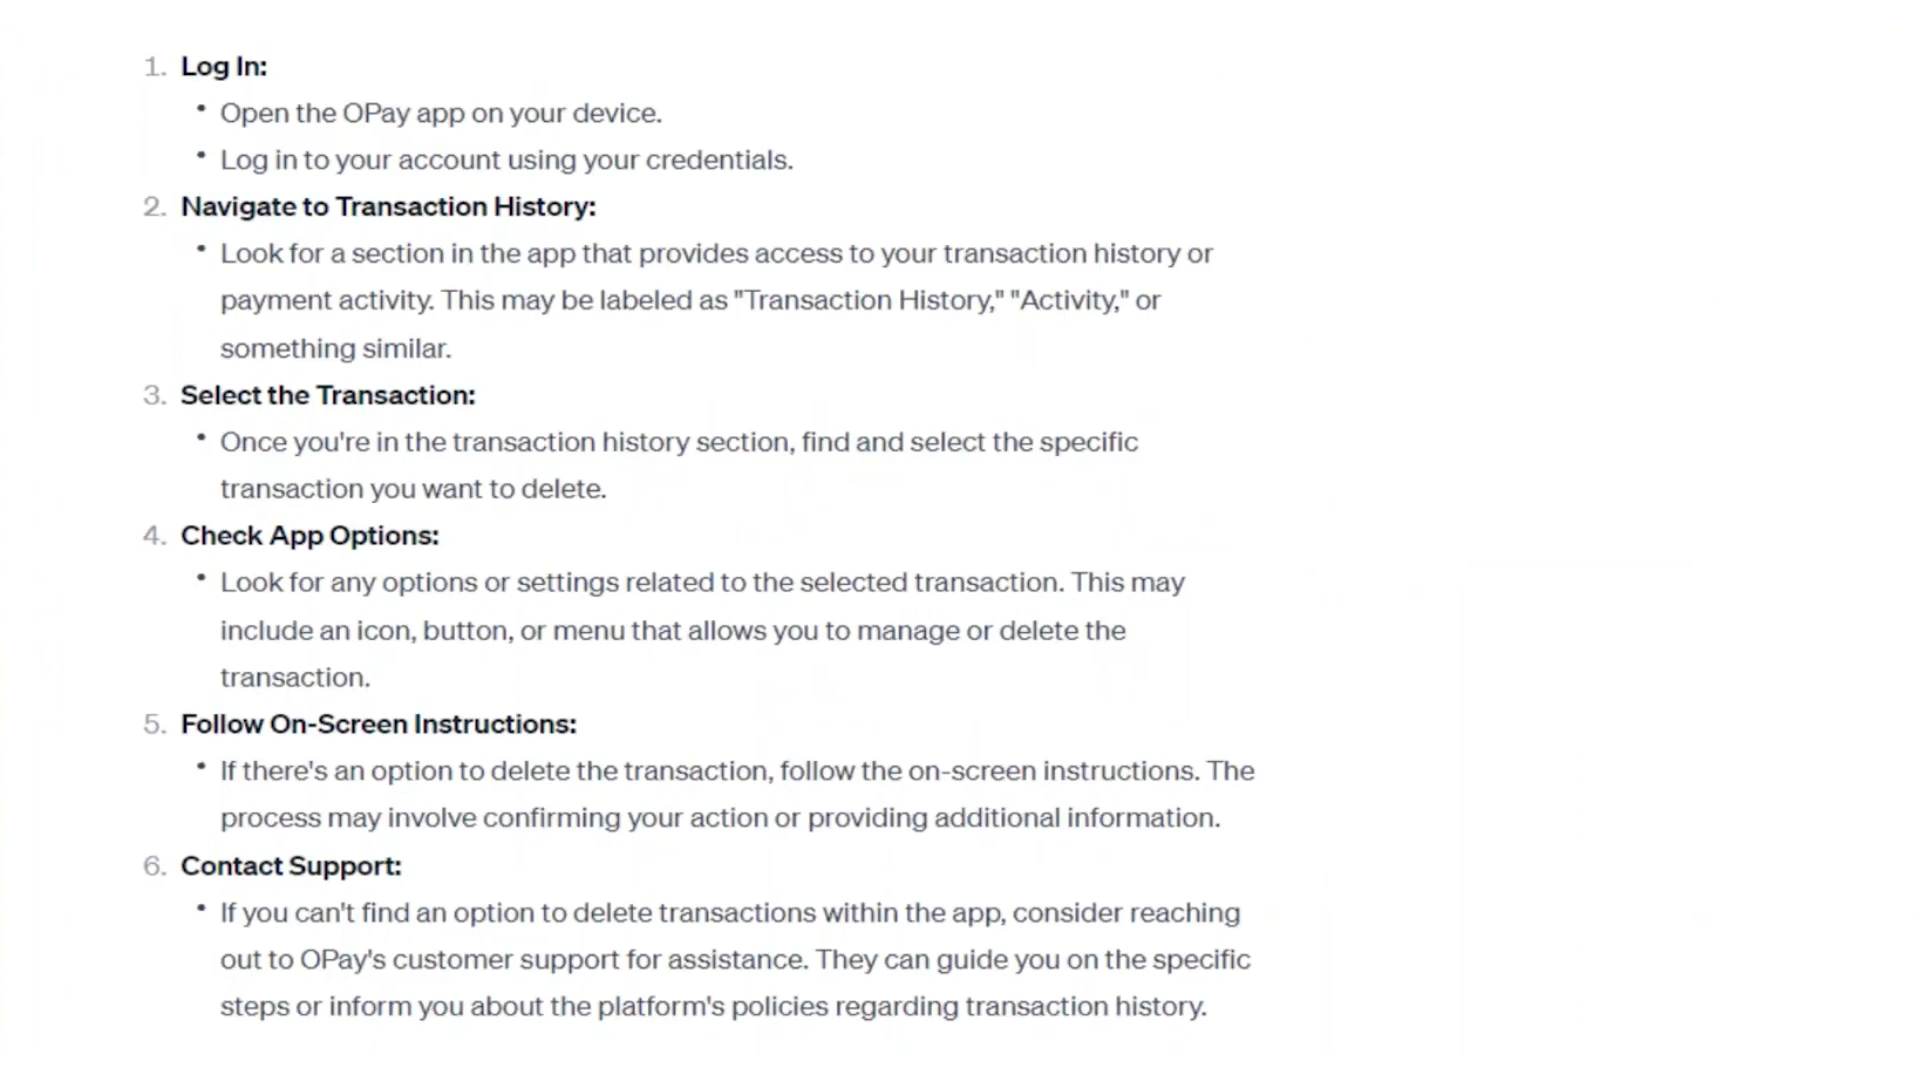 1. Log In:
• Open the OPay app on your device.
• Log in to your account using your credentials.
2. Navigate to Transaction History:
• Look for a section in the app that provides access to your transaction history or
payment activity. This may be labeled as "Transaction History," "Activity," or
something similar.
3. Select the Transaction:
• Once you're in the transaction history section, find and select the specific
transaction you want to delete.
4. Check App Options:
• Look for any options or settings related to the selected transaction. This may
include an icon, button, or menu that allows you to manage or delete the
transaction.
5. Follow On-Screen Instructions:
• If there's an option to delete the transaction, follow the on-screen instructions. The
process may involve confirming your action or providing additional information.
6. Contact Support:
• If you can't find an option to delete transactions within the app, consider reaching
out to OPay's customer support for assistance. They can guide you on the specific
steps or inform you about the platform's policies regarding transaction history.